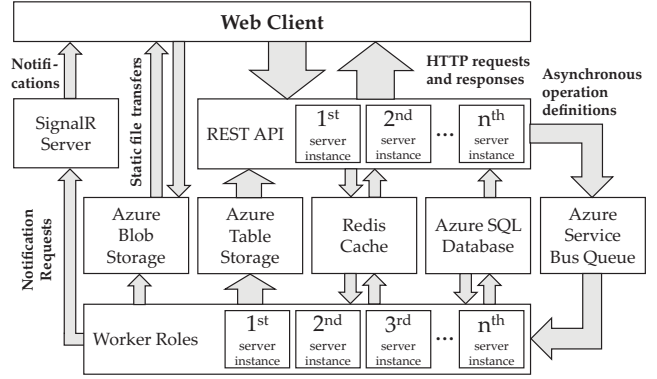 Web Client
Notifi-
cations
Static file transfers
HTTP requests
and responses
Asynchronous
operation
definitions
SignalR
Server
REST API
1st
server
instance
2nd
server
instance
...
nth
server
instance
Notification
Requests
Azure
Blob
Storage
Azure
Table
Storage
Redis
Cache
Azure SQL
Database
Azure
Service
Bus Queue
Worker Roles
1st
server
instance
2nd
server
instance
3rd
server
instance
...
nth
server
instance